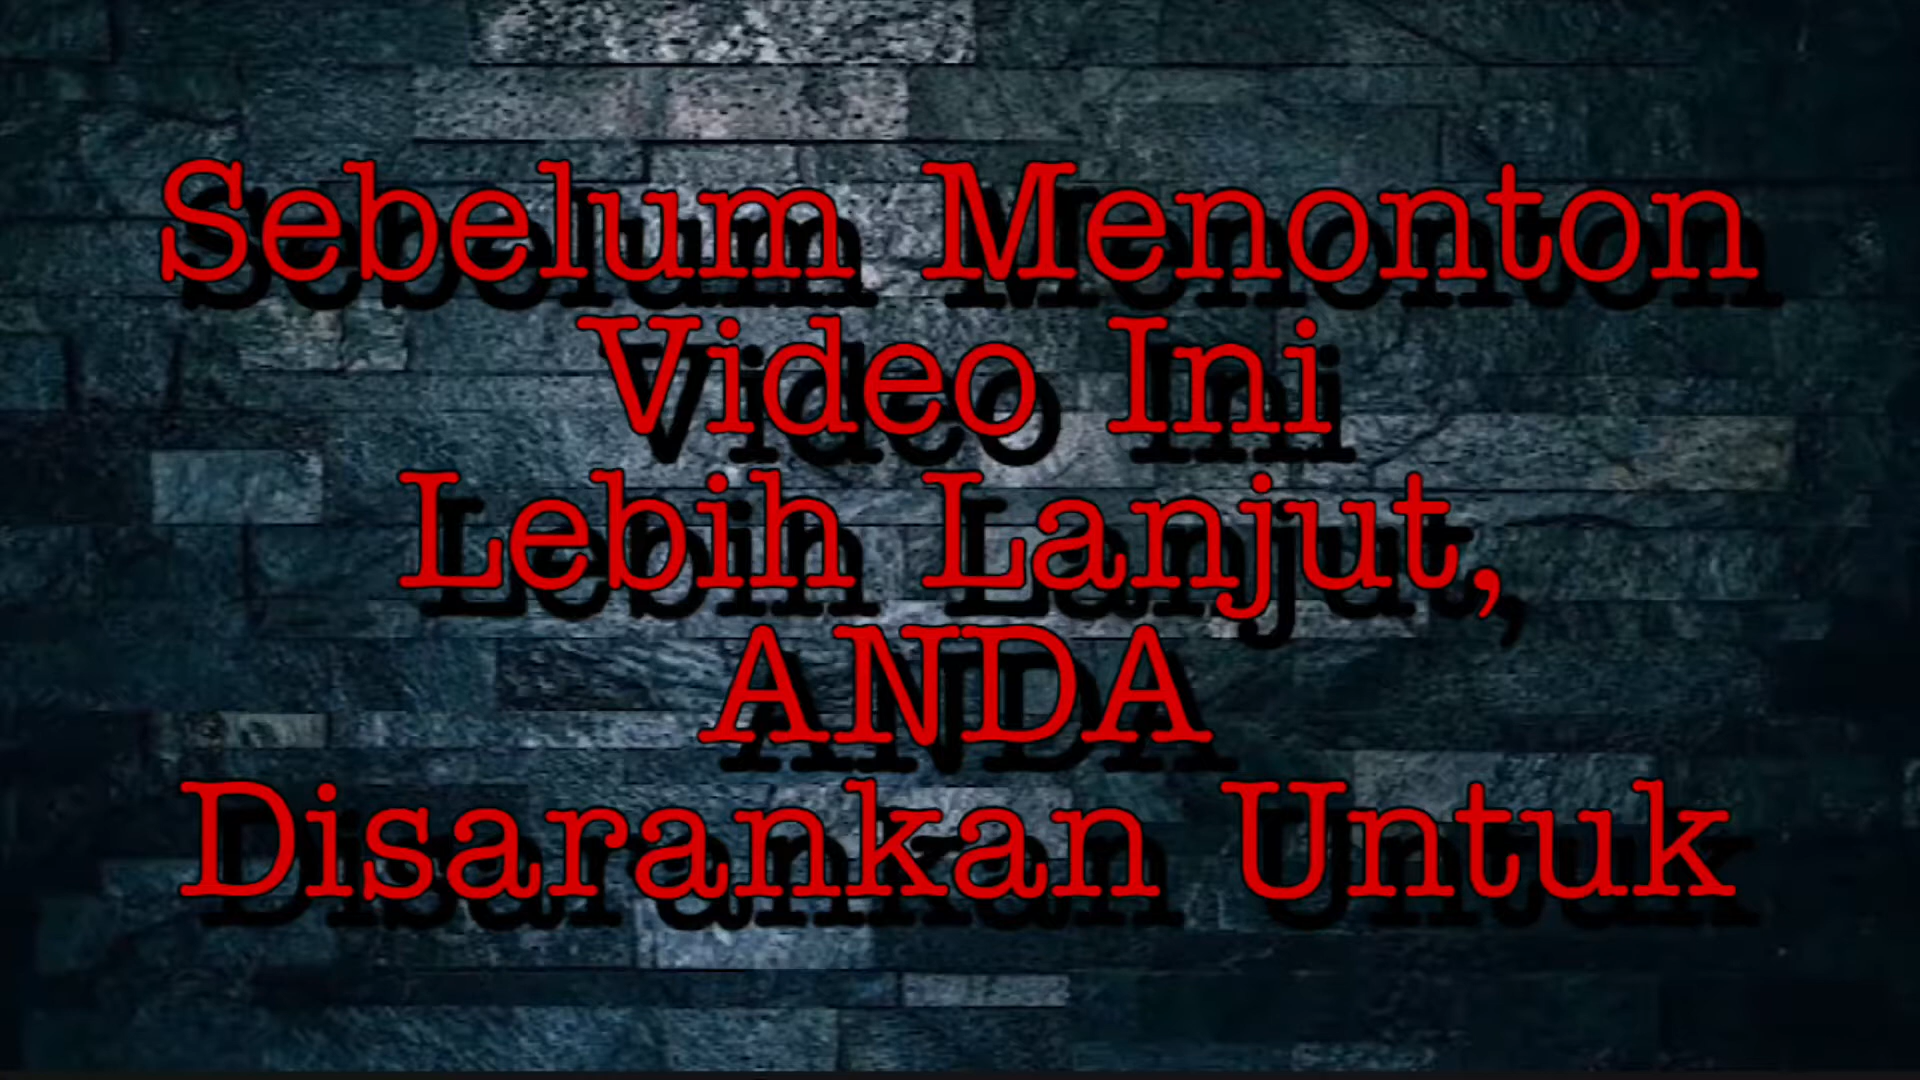 Sebelum Menonton
Video Ini
Lebih Lanjut,
ANDA
Disarankan Untuk